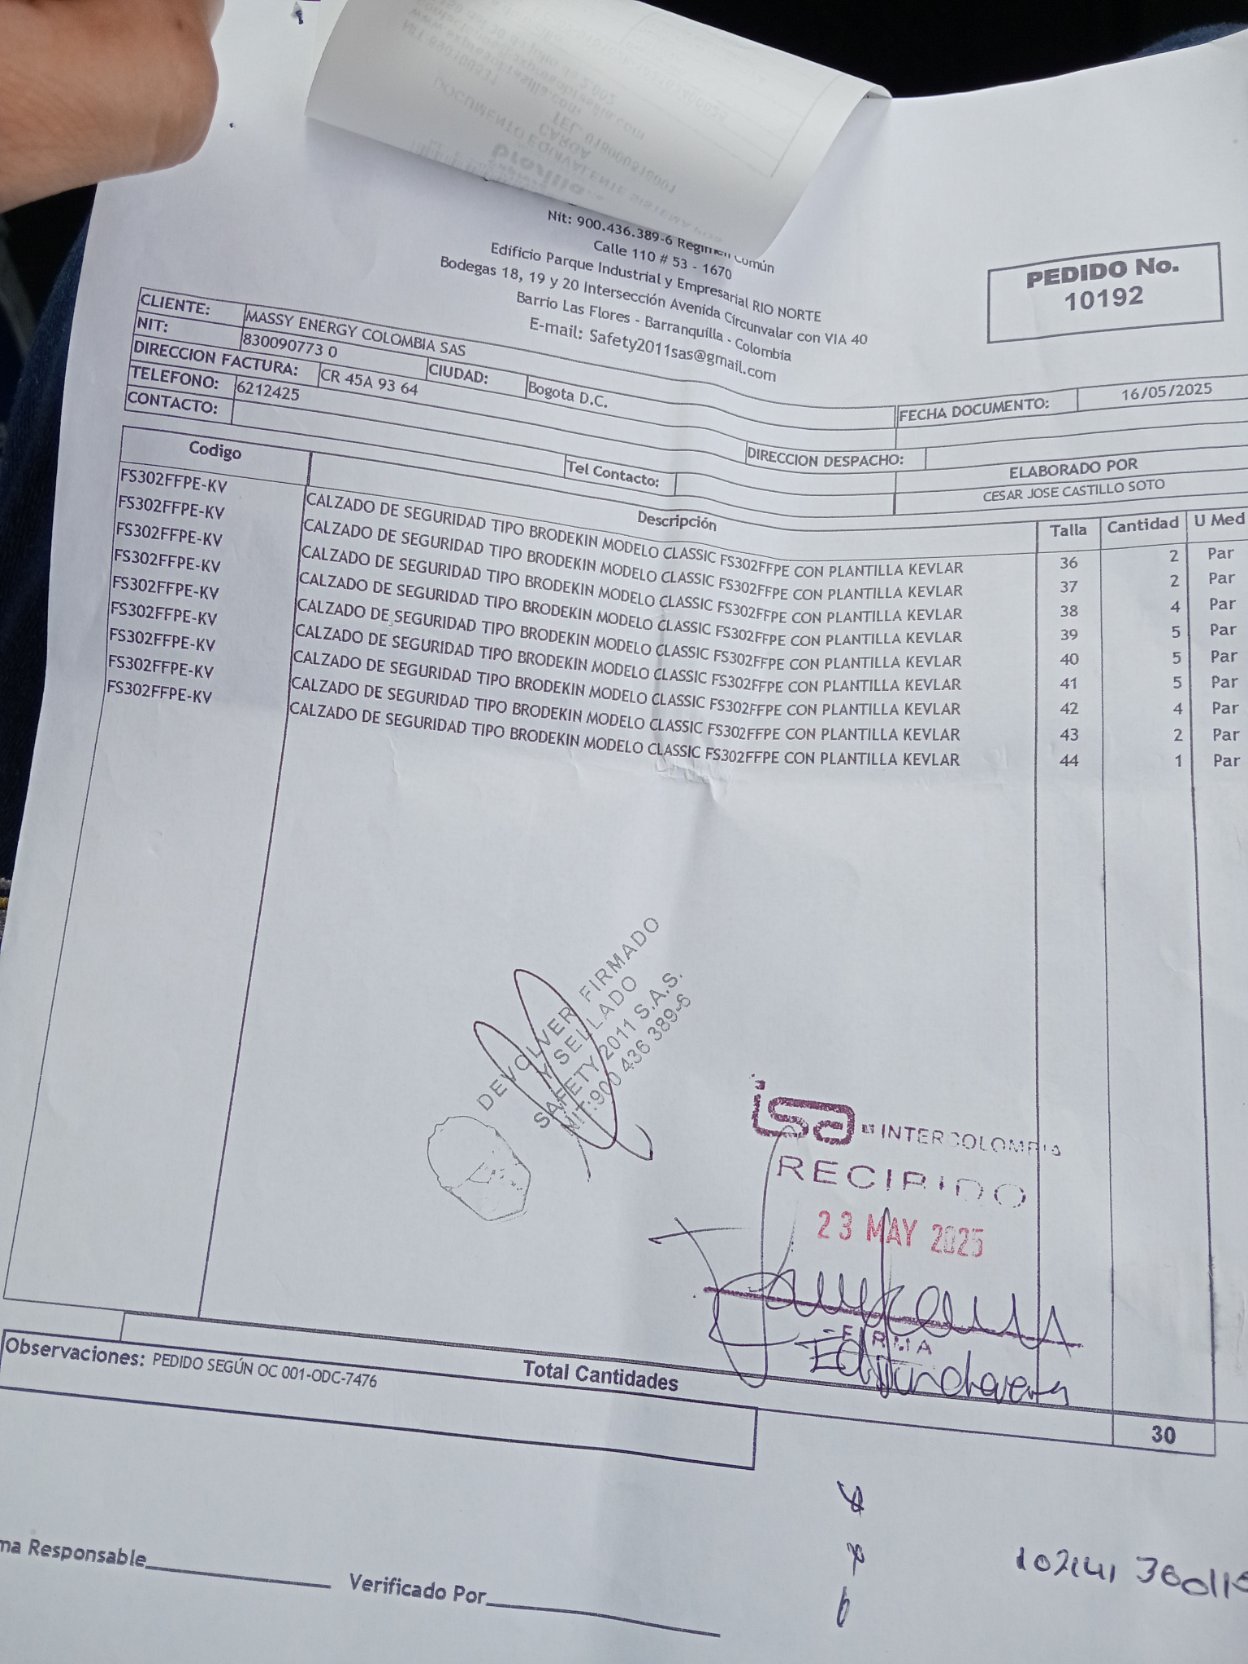 Nit: 900.436.389-6 Regimen Común
Calle 110 # 53 - 1670
Edificio Parque Industrial y Empresarial RIO NORTE
Bodegas 18, 19 y 20 Intersección Avenida Circunvalar con VIA 40
Barrio Las Flores - Barranquilla - Colombia
E-mail: Safety2011sas@gmail.com
PEDIDO No.
10192
CLIENTE: MASSY ENERGY COLOMBIA SAS
NIT: 830090773 0
DIRECCION FACTURA: CR 45A 93 64 CIUDAD: Bogota D.C.
TELEFONO: 6212425
CONTACTO: Tel Contacto:
FECHA DOCUMENTO: 16/05/2025
DIRECCION DESPACHO:
ELABORADO POR
CESAR JOSE CASTILLO SOTO
Codigo Descripción Talla Cantidad U Med
FS302FFPE-KV CALZADO DE SEGURIDAD TIPO BRODEKIN MODELO CLASSIC FS302FFPE CON PLANTILLA KEVLAR 36 2 Par
FS302FFPE-KV CALZADO DE SEGURIDAD TIPO BRODEKIN MODELO CLASSIC FS302FFPE CON PLANTILLA KEVLAR 37 2 Par
FS302FFPE-KV CALZADO DE SEGURIDAD TIPO BRODEKIN MODELO CLASSIC FS302FFPE CON PLANTILLA KEVLAR 38 4 Par
FS302FFPE-KV CALZADO DE SEGURIDAD TIPO BRODEKIN MODELO CLASSIC FS302FFPE CON PLANTILLA KEVLAR 39 5 Par
FS302FFPE-KV CALZADO DE SEGURIDAD TIPO BRODEKIN MODELO CLASSIC FS302FFPE CON PLANTILLA KEVLAR 40 5 Par
FS302FFPE-KV CALZADO DE SEGURIDAD TIPO BRODEKIN MODELO CLASSIC FS302FFPE CON PLANTILLA KEVLAR 41 5 Par
FS302FFPE-KV CALZADO DE SEGURIDAD TIPO BRODEKIN MODELO CLASSIC FS302FFPE CON PLANTILLA KEVLAR 42 4 Par
FS302FFPE-KV CALZADO DE SEGURIDAD TIPO BRODEKIN MODELO CLASSIC FS302FFPE CON PLANTILLA KEVLAR 43 2 Par
FS302FFPE-KV CALZADO DE SEGURIDAD TIPO BRODEKIN MODELO CLASSIC FS302FFPE CON PLANTILLA KEVLAR 44 1 Par
DEVOLVER FIRMADO
Y SELLADO
SAFETY 2011 S.A.S.
NIT:900 436 389-6
isa INTERCOLOMBIA
RECIBIDO
23 MAY 2025
FIRMA
Total Cantidades 30
Observaciones: PEDIDO SEGÚN OC 001-ODC-7476
ma Responsable
Verificado Por